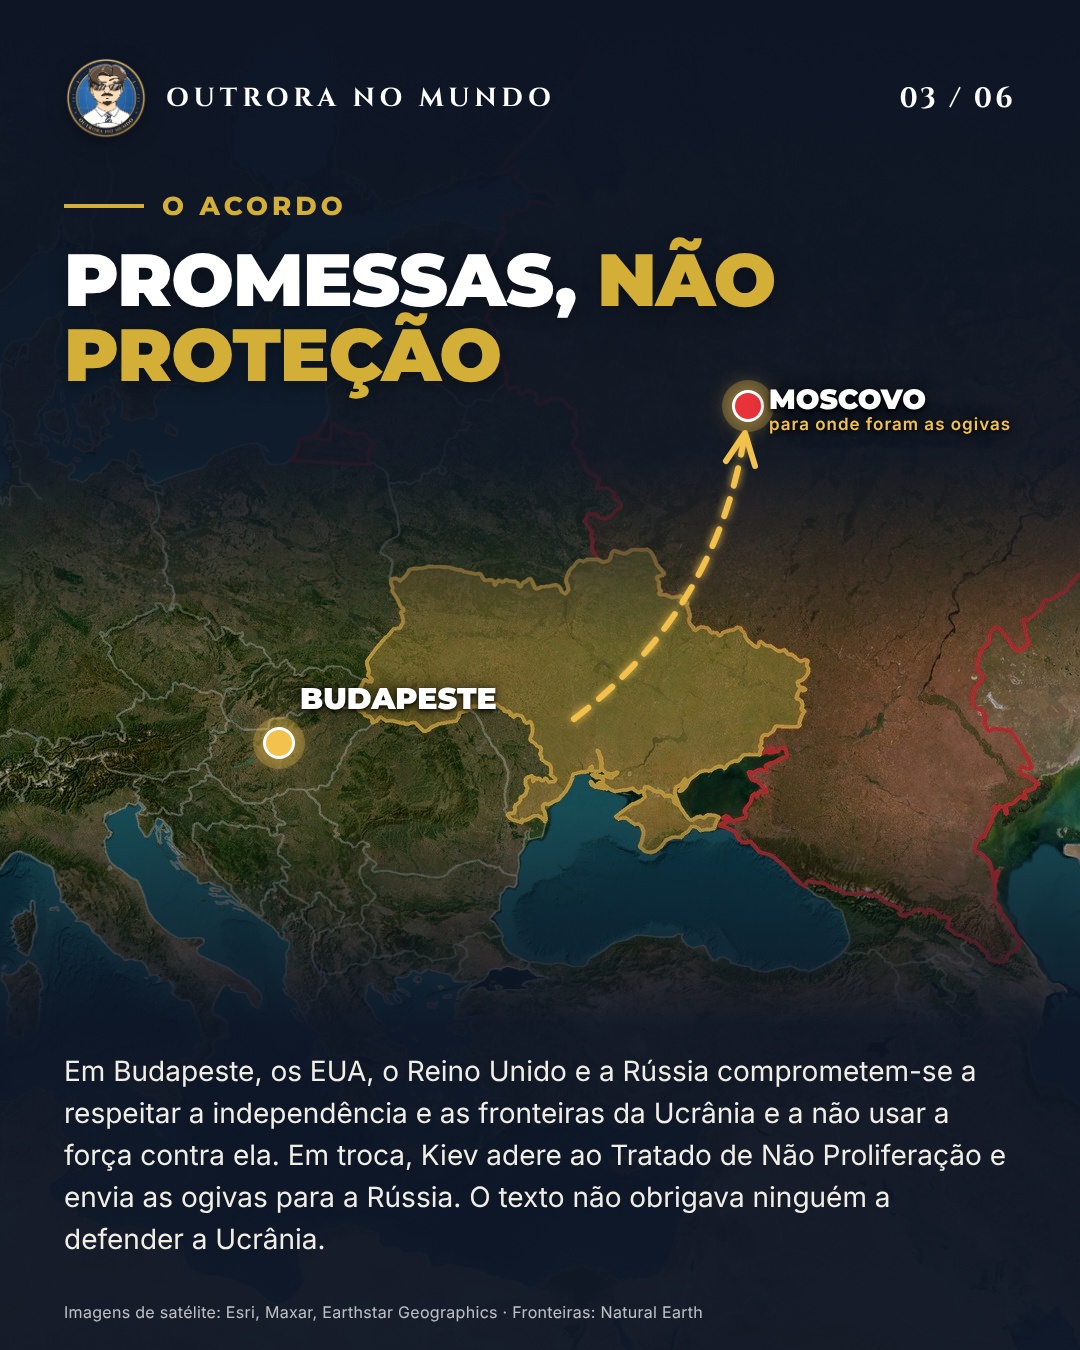 OUTRORA NO MUNDO
03 / 06
O ACORDO
PROMESSAS, NÃO
PROTEÇÃO
MOSCOVO
para onde foram as ogivas
BUDAPESTE
Em Budapeste, os EUA, o Reino Unido e a Rússia comprometem-se a
respeitar a independência e as fronteiras da Ucrânia e a não usar a
força contra ela. Em troca, Kiev adere ao Tratado de Não Proliferação e
envia as ogivas para a Rússia. O texto não obrigava ninguém a
defender a Ucrânia.
Imagens de satélite: Esri, Maxar, Earthstar Geographics · Fronteiras: Natural Earth